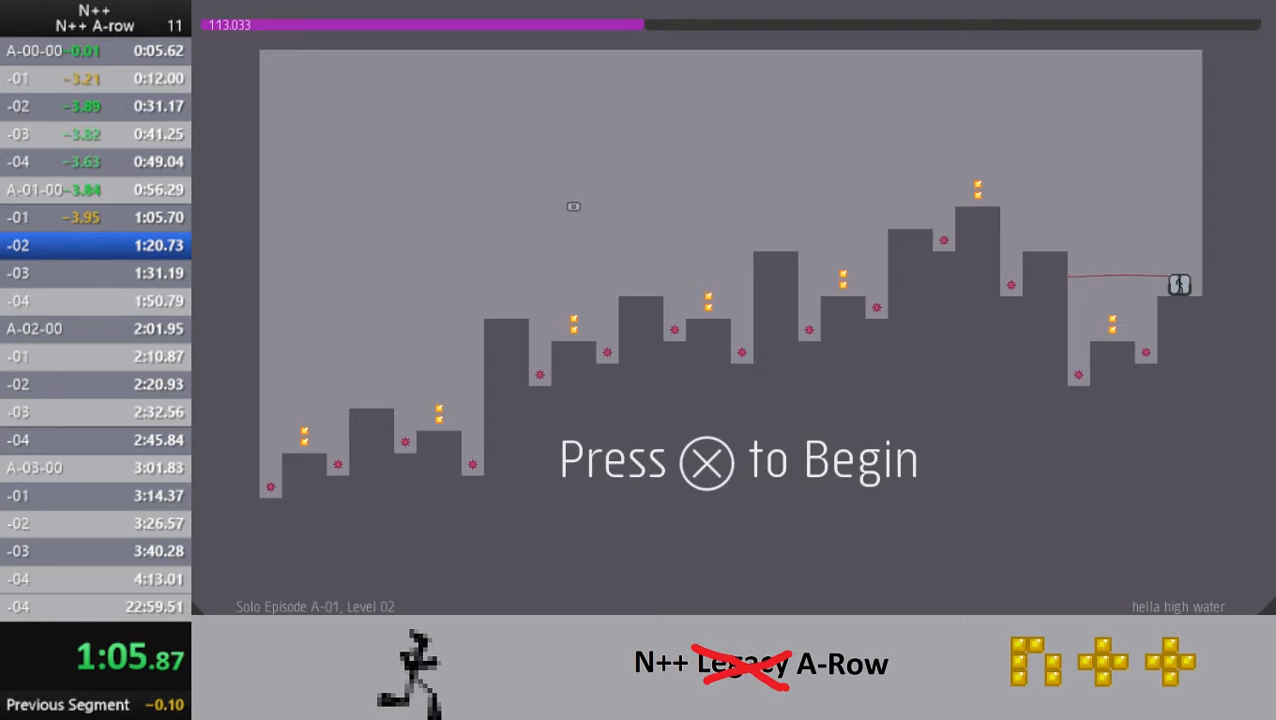 N++
N++ A-row 11
A-00-00 -0.01 0:05.62
-01 -3.21 0:12.00
-02 -3.89 0:31.17
-03 -3.82 0:41.25
-04 -3.63 0:49.04
A-01-00 -3.84 0:56.29
-01 -3.95 1:05.70
-02 1:20.73
-03 1:31.19
-04 1:50.79
A-02-00 2:01.95
-01 2:10.87
-02 2:20.93
-03 2:32.56
-04 2:45.84
A-03-00 3:01.83
-01 3:14.37
-02 3:26.57
-03 3:40.28
-04 4:13.01
-04 22:59.51
1:05.87
Previous Segment -0.10
113.033
Press X to Begin
Solo Episode A-01, Level 02
hella high water
N++ Legacy A-Row
n++